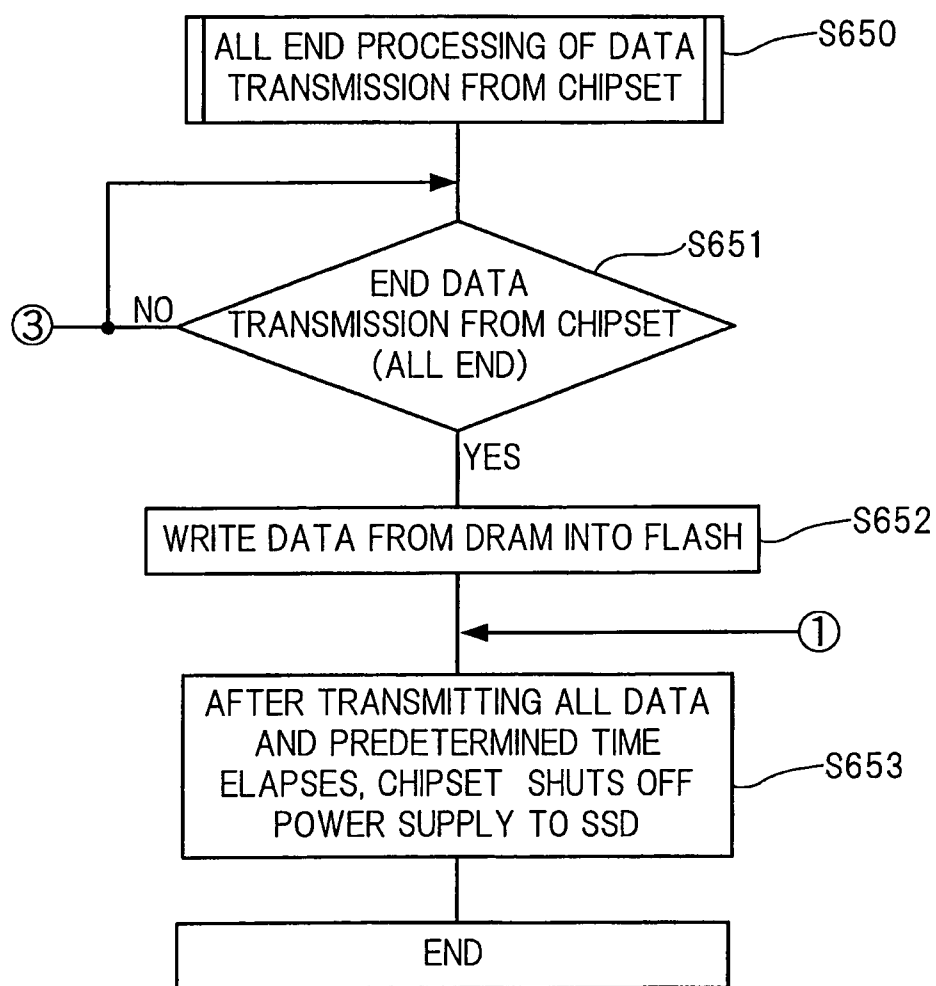 ALL END PROCESSING OF DATA
TRANSMISSION FROM CHIPSET
S650
S651
END DATA
TRANSMISSION FROM CHIPSET
(ALL END)
③
NO
YES
WRITE DATA FROM DRAM INTO FLASH
S652
①
AFTER TRANSMITTING ALL DATA
AND PREDETERMINED TIME
ELAPSES, CHIPSET SHUTS OFF
POWER SUPPLY TO SSD
S653
END